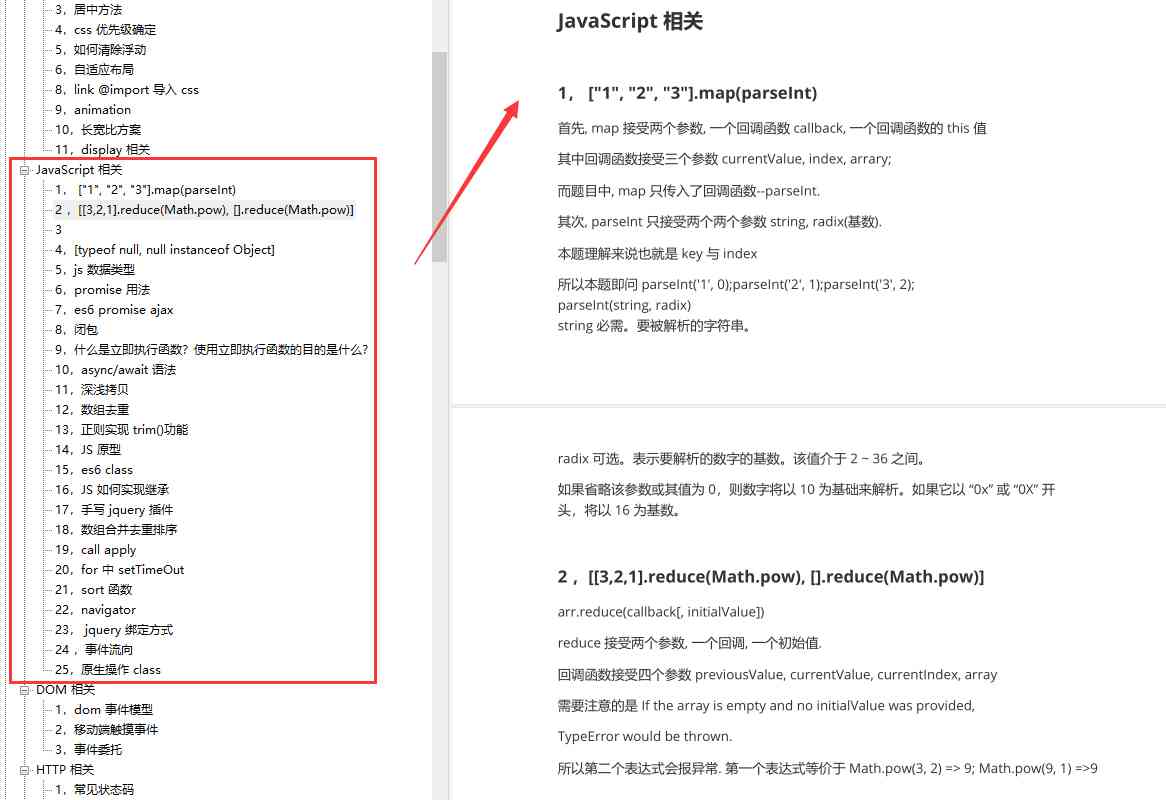 3，居中方法
4，css 优先级确定
5，如何清除浮动
6，自适应布局
8，link @import 导入 css
9，animation
10，长宽比方案
11，display 相关
JavaScript 相关
1， ["1", "2", "3"].map(parseInt)
2 ，[[3,2,1].reduce(Math.pow), [].reduce(Math.pow)]
3
4，[typeof null, null instanceof Object]
5，js 数据类型
6，promise 用法
7，es6 promise ajax
8，闭包
9，什么是立即执行函数？使用立即执行函数的目的是什么？
10，async/await 语法
11，深浅拷贝
12，数组去重
13，正则实现 trim()功能
14，JS 原型
15，es6 class
16，JS 如何实现继承
17，手写 jquery 插件
18，数组合并去重排序
19，call apply
20，for 中 setTimeOut
21，sort 函数
22，navigator
23， jquery 绑定方式
24 ，事件流向
25，原生操作 class
DOM 相关
1，dom 事件模型
2，移动端触摸事件
3，事件委托
HTTP 相关
1，常见状态码
JavaScript 相关
1， ["1", "2", "3"].map(parseInt)
首先, map 接受两个参数, 一个回调函数 callback, 一个回调函数的 this 值
其中回调函数接受三个参数 currentValue, index, arrary;
而题目中, map 只传入了回调函数--parseInt.
其次, parseInt 只接受两个两个参数 string, radix(基数).
本题理解来说也就是 key 与 index
所以本题即问 parseInt('1', 0);parseInt('2', 1);parseInt('3', 2);
parseInt(string, radix)
string 必需。要被解析的字符串。
radix 可选。表示要解析的数字的基数。该值介于 2 ~ 36 之间。
如果省略该参数或其值为 0，则数字将以 10 为基础来解析。如果它以 “0x” 或 “0X” 开
头，将以 16 为基数。
2 ，[[3,2,1].reduce(Math.pow), [].reduce(Math.pow)]
arr.reduce(callback[, initialValue])
reduce 接受两个参数, 一个回调, 一个初始值.
回调函数接受四个参数 previousValue, currentValue, currentIndex, array
需要注意的是 If the array is empty and no initialValue was provided,
TypeError would be thrown.
所以第二个表达式会报异常. 第一个表达式等价于 Math.pow(3, 2) => 9; Math.pow(9, 1) =>9